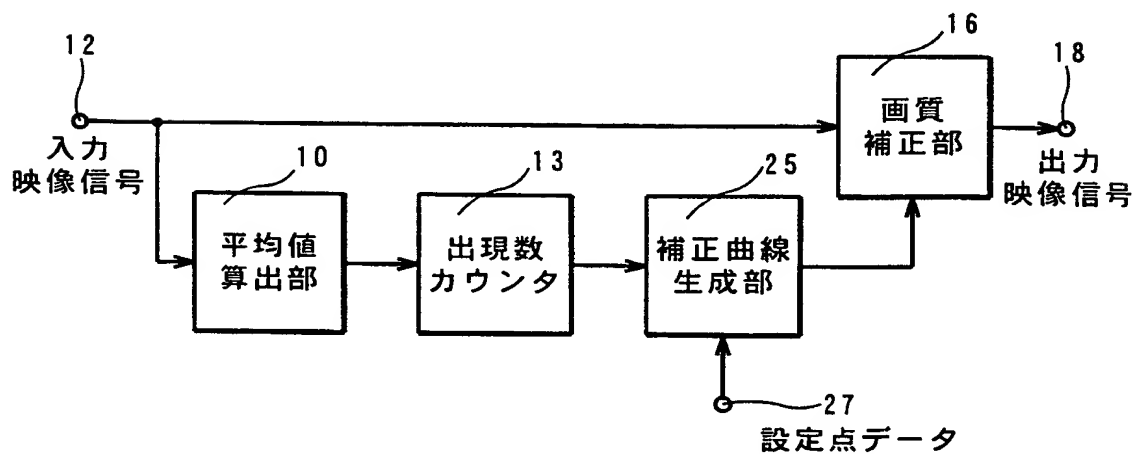 12
入力
映像信号
10
平均値
算出部
13
出現数
カウンタ
25
補正曲線
生成部
16
画質
補正部
18
出力
映像信号
27
設定点データ